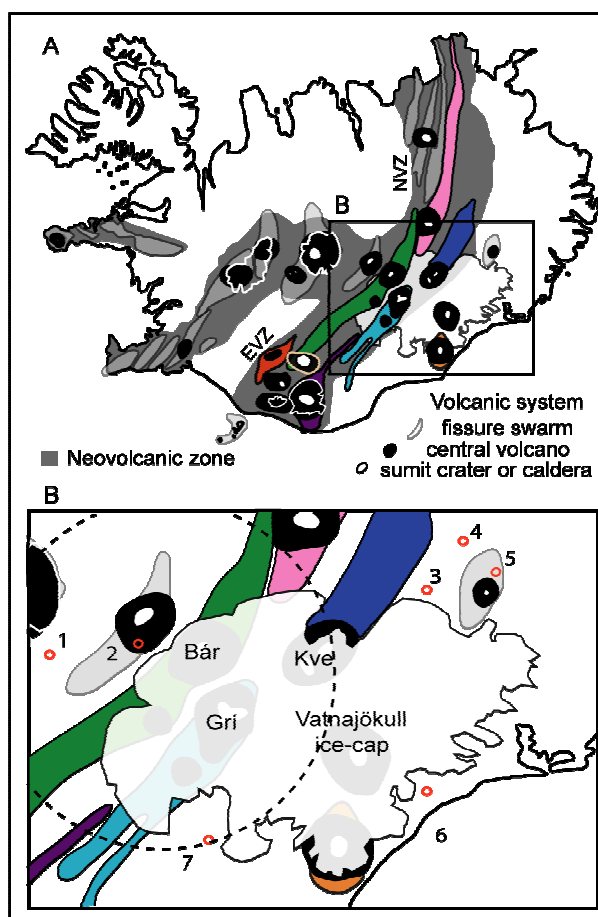 A
NVZ
B
EVZ
Volcanic system
fissure swarm
central volcano
sumit crater or caldera
Neovolcanic zone
B
4
5
3
1
2
Bár
Kve
Grí
Vatnajökull
ice-cap
6
7